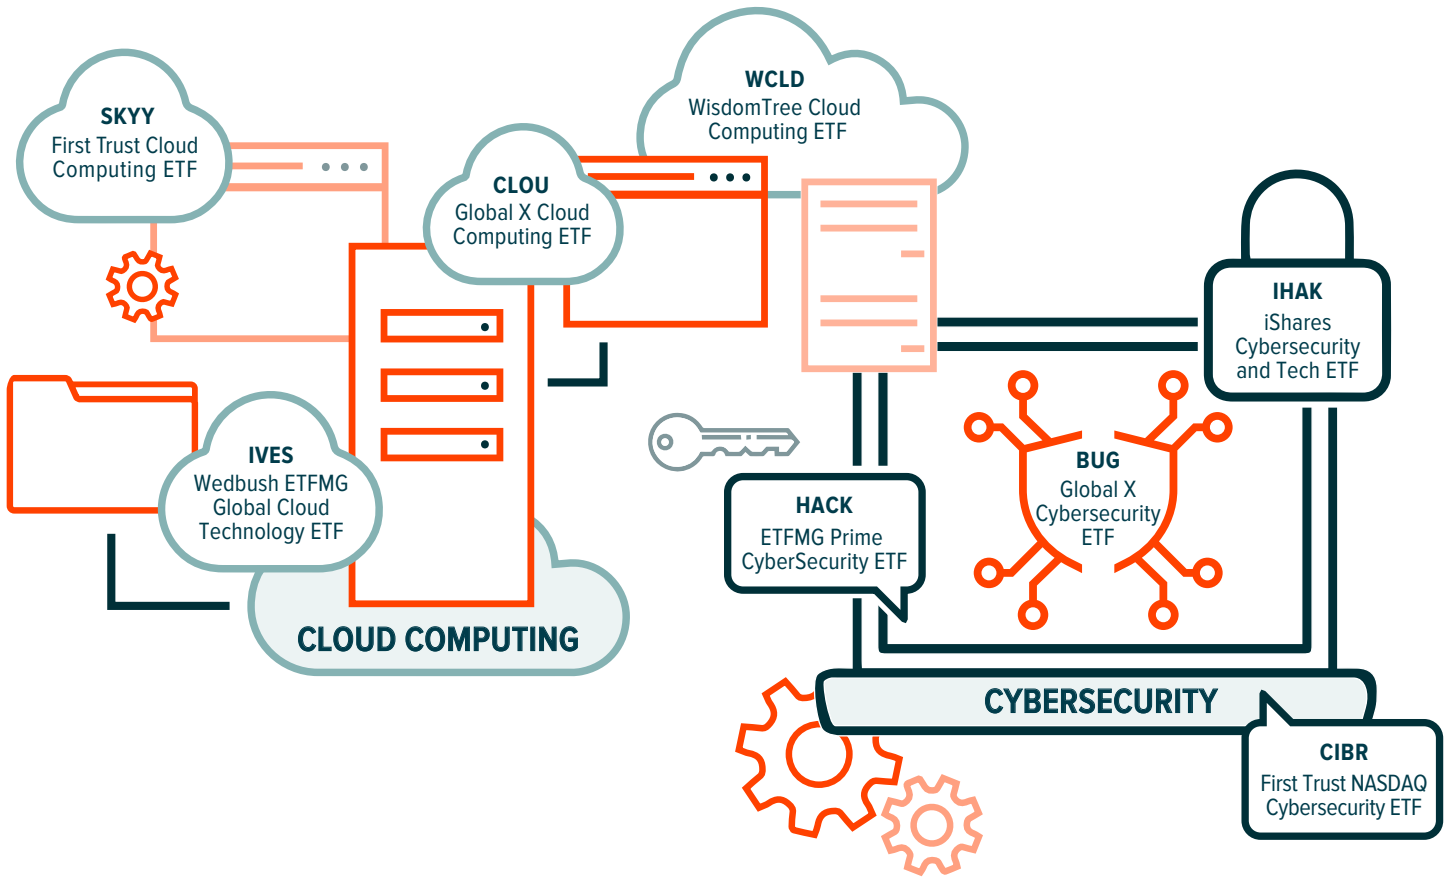 SKYY
First Trust Cloud
Computing ETF
WCLD
WisdomTree Cloud
Computing ETF
CLOU
Global X Cloud
Computing ETF
IVES
Wedbush ETFMG
Global Cloud
Technology ETF
CLOUD COMPUTING
IHAK
iShares
Cybersecurity
and Tech ETF
BUG
Global X
Cybersecurity
ETF
HACK
ETFMG Prime
CyberSecurity ETF
CYBERSECURITY
CIBR
First Trust NASDAQ
Cybersecurity ETF